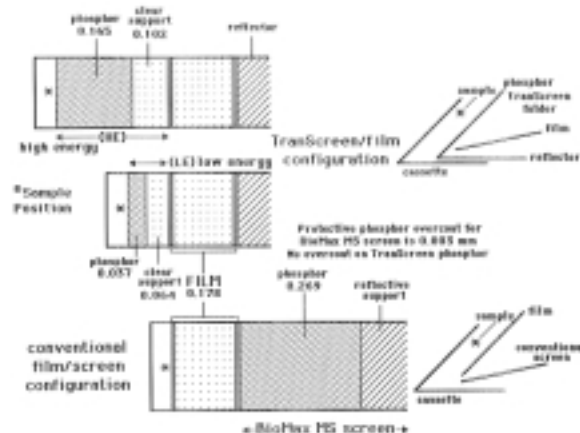 phosphor
0.165
clear
support
0.102
reflector
(HE)
high energy
TranScreen/film
configuration
sample
phosphor
TranScreen
folder
film
reflector
cassette
(LE) low energy
*Sample
Position
phosphor
0.037
clear
support
0.064
FILM
0.178
Protective phosphor overcoat for
BioMax MS screen is 0.005 mm
No overcoat on TranScreen phosphor
phosphor
0.269
reflective
support
conventional
film/screen
configuration
sample
film
conventional
screen
cassette
BioMax MS screen